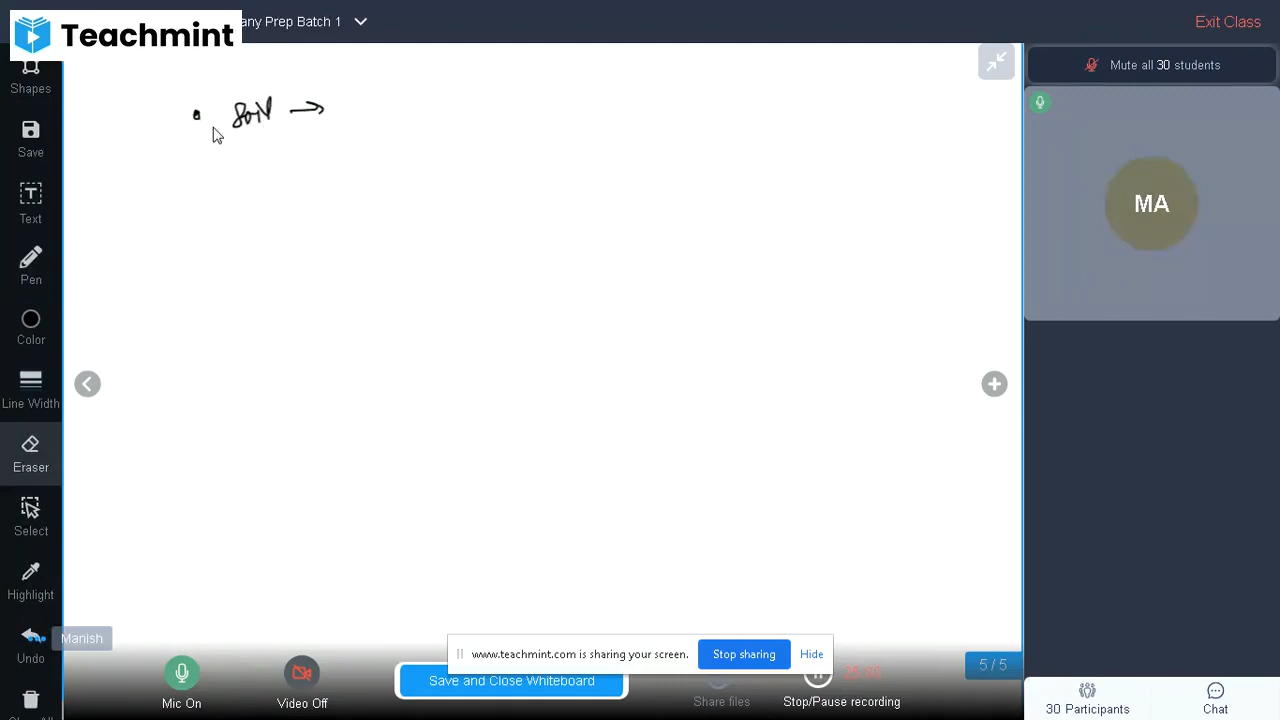 Teachmint
any Prep Batch 1
Exit Class
Shapes
Mute all 30 students
Save
Text
MA
Pen
Color
Line Width
Eraser
Select
Highlight
Manish
Undo
www.teachmint.com is sharing your screen.
Stop sharing
Hide
5 / 5
Save and Close Whiteboard
Mic On
Video Off
Share files
Stop/Pause recording
30 Participants
Chat